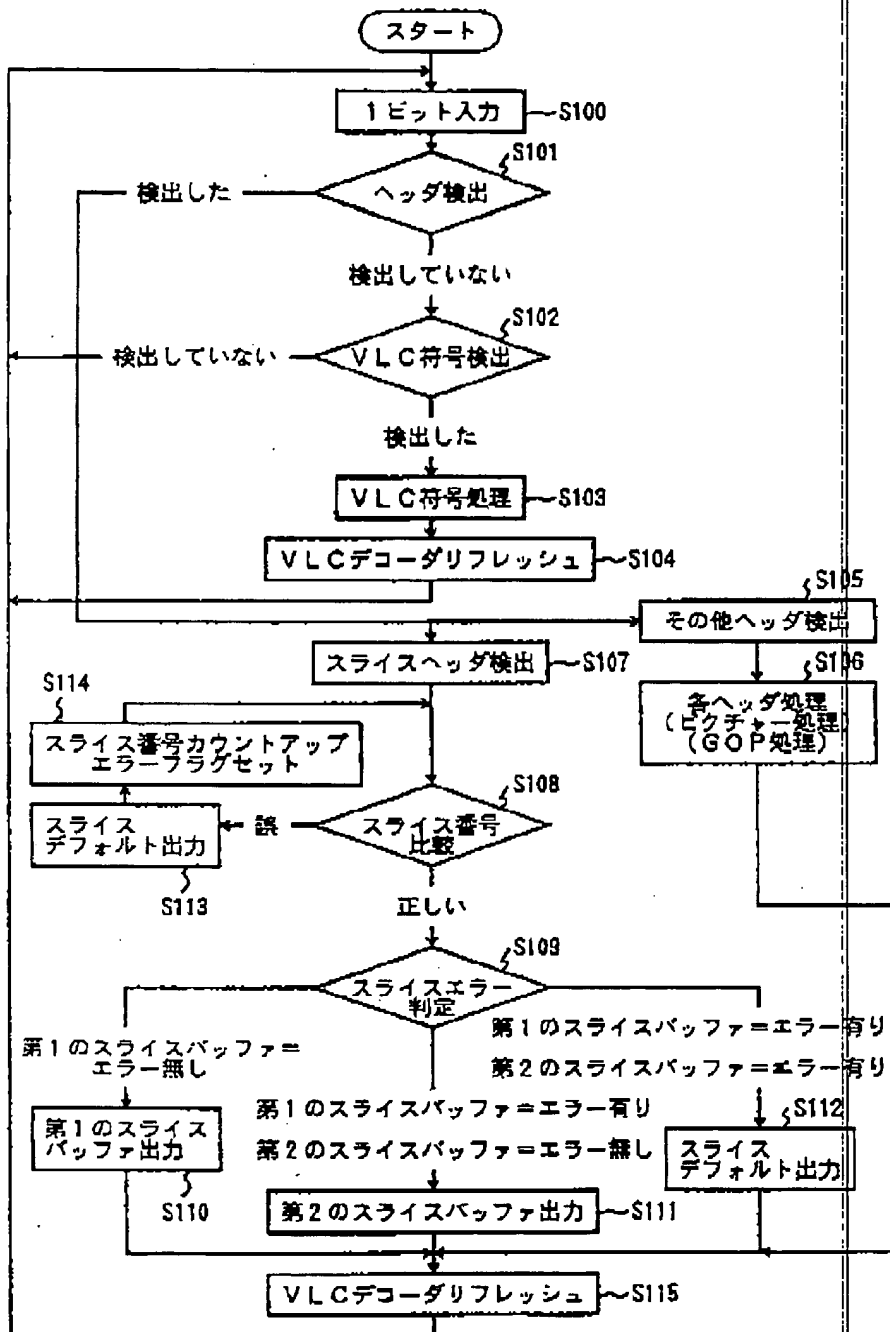 スタート
1ビット入力
S100
S101
ヘッダ検出
検出した
検出していない
S102
VLC符号検出
検出していない
検出した
VLC符号処理
S103
VLCデコーダリフレッシュ
S104
S105
その他ヘッダ検出
スライスヘッダ検出
S107
S106
各ヘッダ処理
(ピクチャー処理)
(GOP処理)
S114
スライス番号カウントアップ
エラーフラグセット
S108
スライス番号
比較
誤
スライス
デフォルト出力
S113
正しい
S109
スライスエラー
判定
第1のスライスバッファ=
エラー無し
第1のスライスバッファ=エラー有り
第2のスライスバッファ=エラー無し
第1のスライスバッファ=エラー有り
第2のスライスバッファ=エラー有り
第1のスライス
バッファ出力
S110
第2のスライスバッファ出力
S111
S112
スライス
デフォルト出力
VLCデコーダリフレッシュ
S115